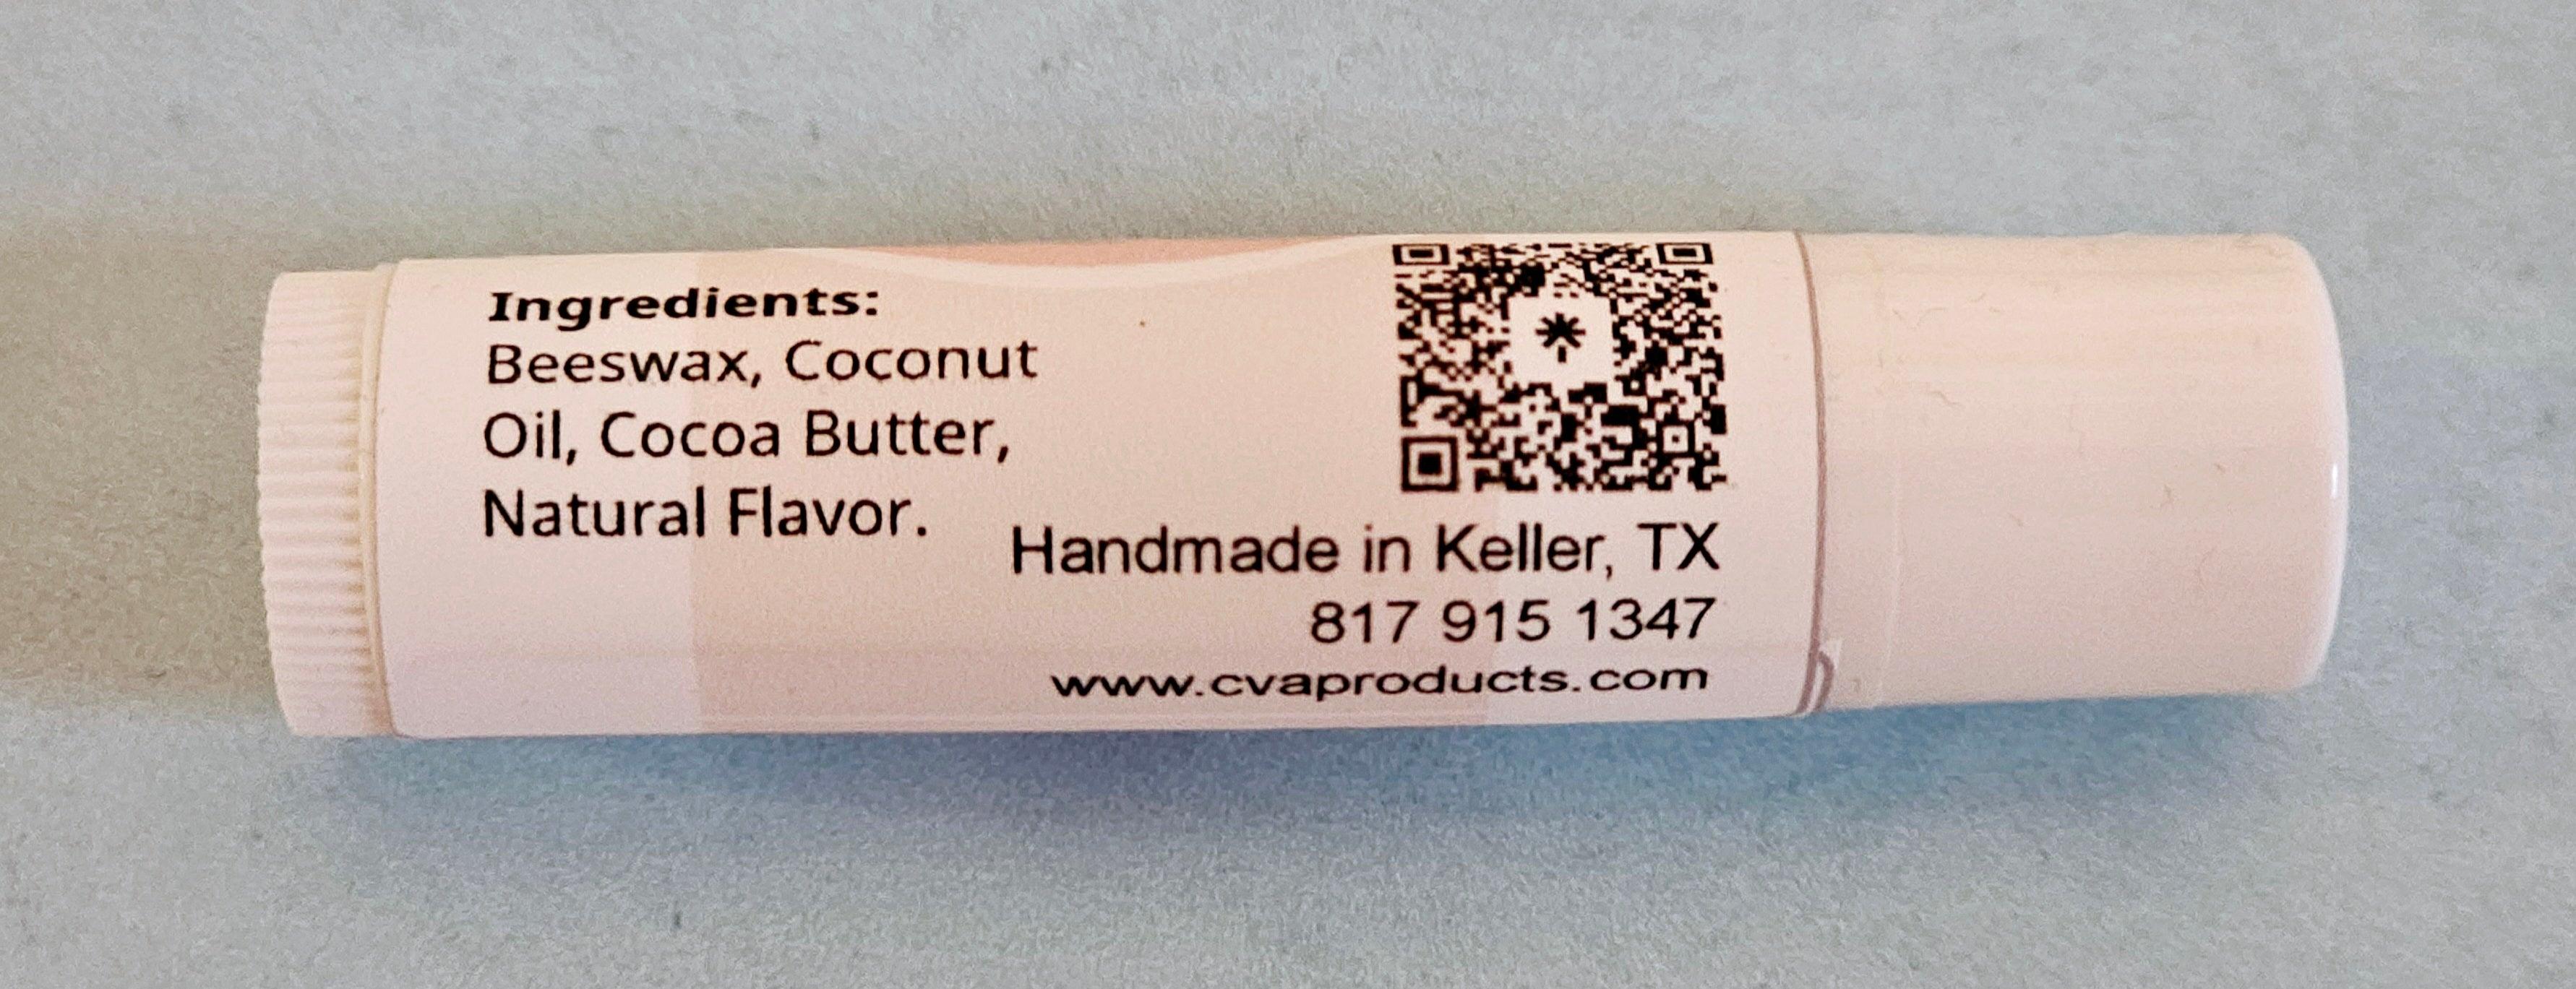 Ingredients:
Beeswax, Coconut
Oil, Cocoa Butter,
Natural Flavor.
Handmade in Keller, TX
817 915 1347
www.cvaproducts.com